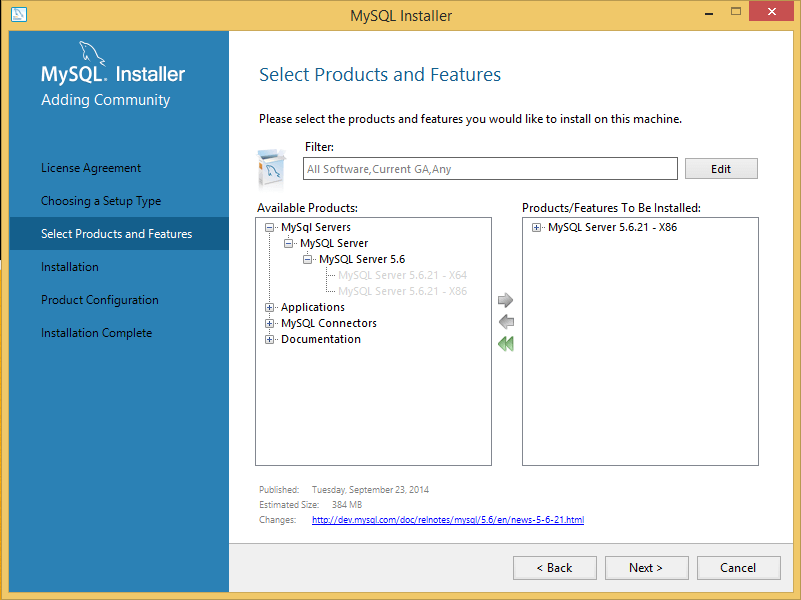 MySQL Installer
MySQL. Installer
Adding Community
License Agreement
Choosing a Setup Type
Select Products and Features
Installation
Product Configuration
Installation Complete
Select Products and Features
Please select the products and features you would like to install on this machine.
Filter:
All Software,Current GA,Any
Edit
Available Products:
MySql Servers
MySQL Server
MySQL Server 5.6
MySQL Server 5.6.21 - X64
MySQL Server 5.6.21 - X86
Applications
MySQL Connectors
Documentation
Products/Features To Be Installed:
MySQL Server 5.6.21 - X86
Published: Tuesday, September 23, 2014
Estimated Size: 384 MB
Changes: http://dev.mysql.com/doc/relnotes/mysql/5.6/en/news-5-6-21.html
< Back
Next >
Cancel